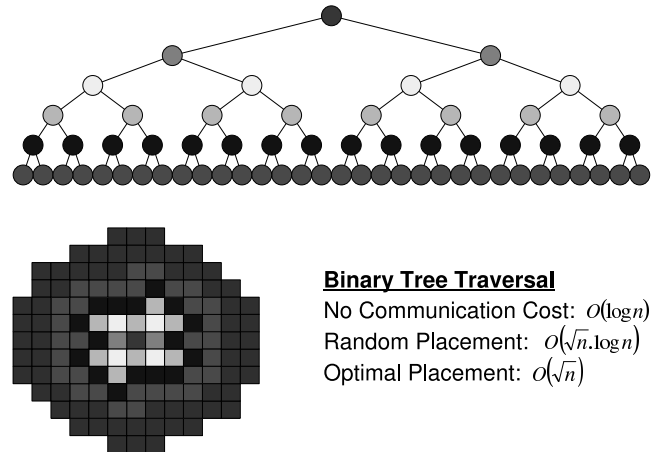 Binary Tree Traversal
No Communication Cost: O(log n)
Random Placement: O(√n.log n)
Optimal Placement: O(√n)